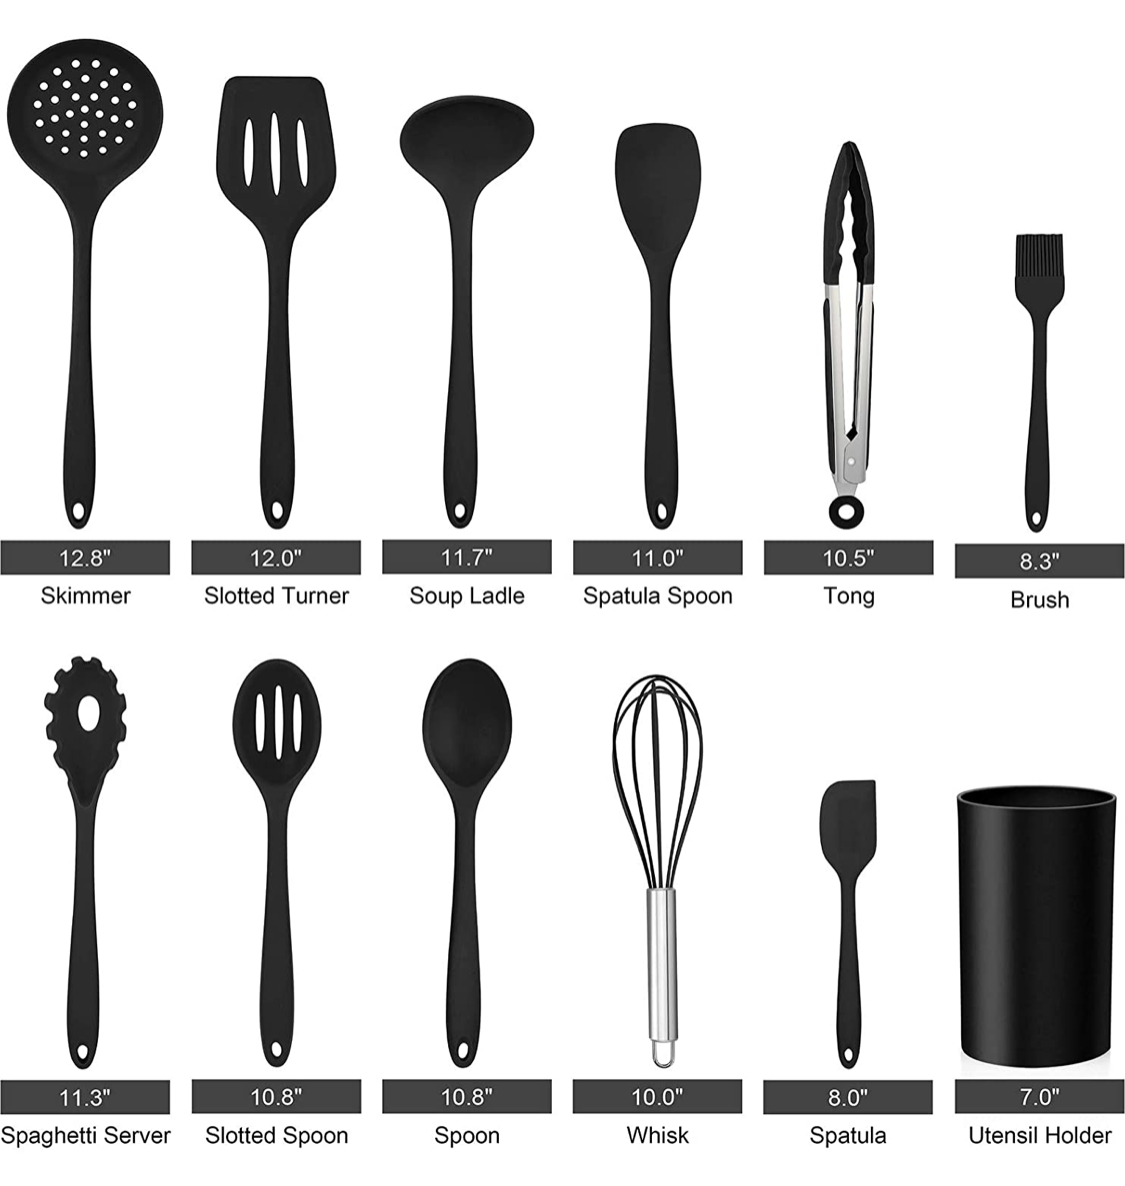 12.8"
Skimmer
12.0"
Slotted Turner
11.7"
Soup Ladle
11.0"
Spatula Spoon
10.5"
Tong
8.3"
Brush
11.3"
Spaghetti Server
10.8"
Slotted Spoon
10.8"
Spoon
10.0"
Whisk
8.0"
Spatula
7.0"
Utensil Holder